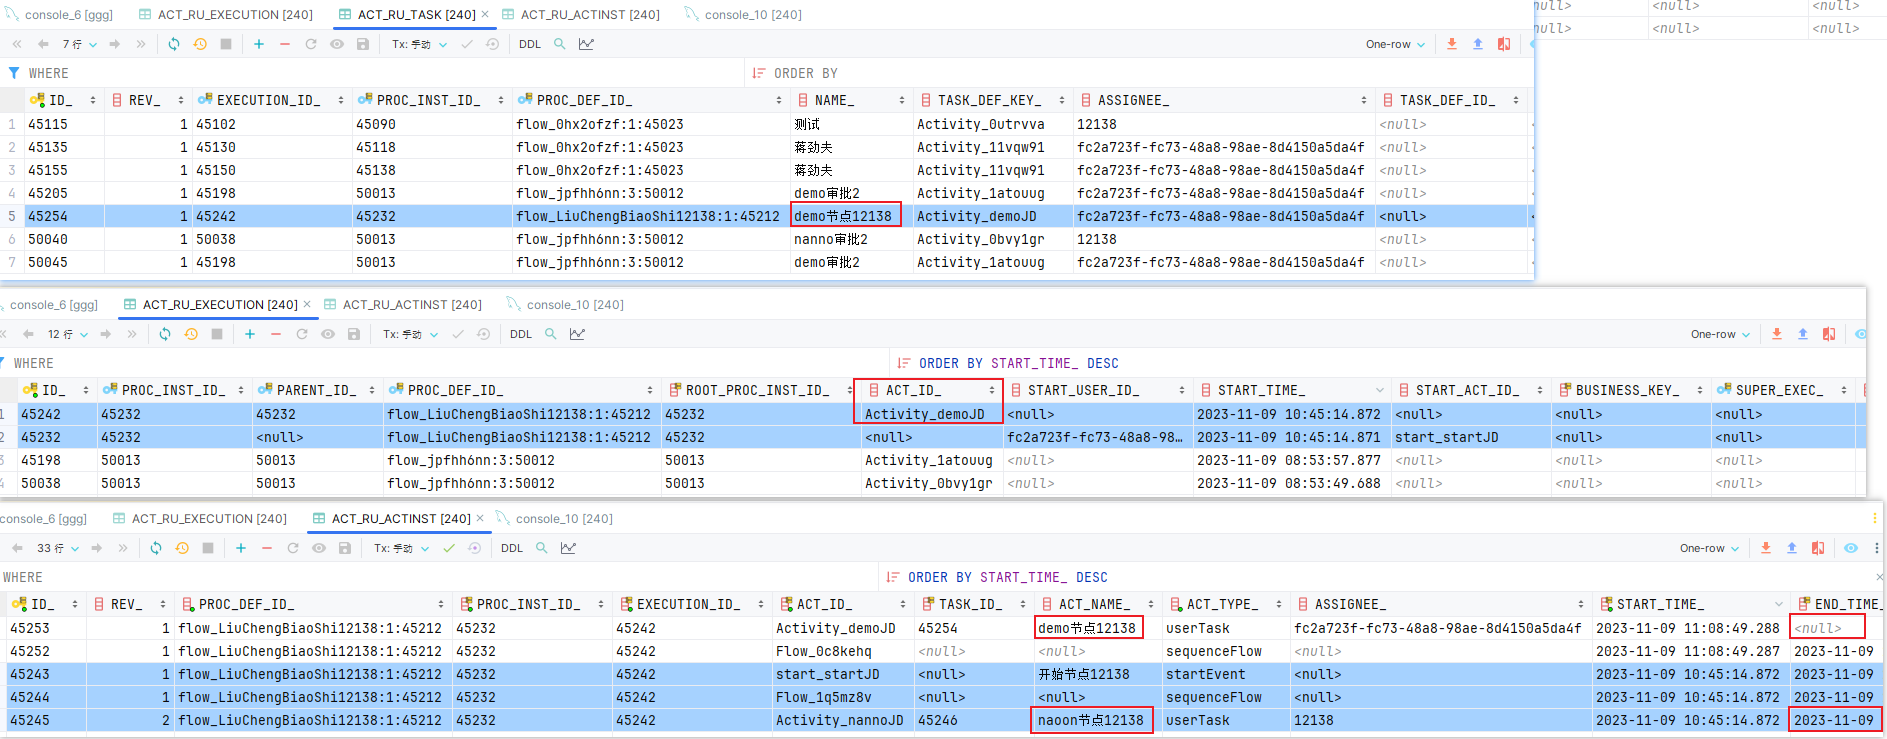 console_6 [ggg] ACT_RU_EXECUTION [240] ACT_RU_TASK [240] × ACT_RU_ACTINST [240] console_10 [240]
<null> <null> <null>
7 行 Tx: 手动 DDL One-row
<null> <null> <null>
WHERE ORDER BY
ID_ REV_ EXECUTION_ID_ PROC_INST_ID_ PROC_DEF_ID_ NAME_ TASK_DEF_KEY_ ASSIGNEE_ TASK_DEF_ID_
1 45115 1 45102 45090 flow_0hx2ofzf:1:45023 测试 Activity_0utrvva 12138 <null>
2 45135 1 45130 45118 flow_0hx2ofzf:1:45023 蒋劲夫 Activity_11vqw91 fc2a723f-fc73-48a8-98ae-8d4150a5da4f <null>
3 45155 1 45150 45138 flow_0hx2ofzf:1:45023 蒋劲夫 Activity_11vqw91 fc2a723f-fc73-48a8-98ae-8d4150a5da4f <null>
4 45205 1 45198 50013 flow_jpfhh6nn:3:50012 demo审批2 Activity_1atouug fc2a723f-fc73-48a8-98ae-8d4150a5da4f <null>
5 45254 1 45242 45232 flow_LiuChengBiaoShi12138:1:45212 demo节点12138 Activity_demoJD fc2a723f-fc73-48a8-98ae-8d4150a5da4f <null>
6 50040 1 50038 50013 flow_jpfhh6nn:3:50012 nanno审批2 Activity_0bvy1gr 12138 <null>
7 50045 1 45198 50013 flow_jpfhh6nn:3:50012 demo审批2 Activity_1atouug fc2a723f-fc73-48a8-98ae-8d4150a5da4f <null>
console_6 [ggg] ACT_RU_EXECUTION [240] × ACT_RU_ACTINST [240] console_10 [240]
12 行 Tx: 手动 DDL One-row
WHERE ORDER BY START_TIME_ DESC
ID_ PROC_INST_ID_ PARENT_ID_ PROC_DEF_ID_ ROOT_PROC_INST_ID_ ACT_ID_ START_USER_ID_ START_TIME_ START_ACT_ID_ BUSINESS_KEY_ SUPER_EXEC_
1 45242 45232 45232 flow_LiuChengBiaoShi12138:1:45212 45232 Activity_demoJD <null> 2023-11-09 10:45:14.872 <null> <null> <null>
2 45232 45232 <null> flow_LiuChengBiaoShi12138:1:45212 45232 <null> fc2a723f-fc73-48a8-98… 2023-11-09 10:45:14.871 start_startJD <null> <null>
3 45198 50013 50013 flow_jpfhh6nn:3:50012 50013 Activity_1atouug <null> 2023-11-09 08:53:57.877 <null> <null> <null>
4 50038 50013 50013 flow_jpfhh6nn:3:50012 50013 Activity_0bvy1gr <null> 2023-11-09 08:53:49.688 <null> <null> <null>
console_6 [ggg] ACT_RU_EXECUTION [240] ACT_RU_ACTINST [240] × console_10 [240]
33 行 Tx: 手动 DDL One-row
WHERE ORDER BY START_TIME_ DESC
ID_ REV_ PROC_DEF_ID_ PROC_INST_ID_ EXECUTION_ID_ ACT_ID_ TASK_ID_ ACT_NAME_ ACT_TYPE_ ASSIGNEE_ START_TIME_ END_TIME_
45253 1 flow_LiuChengBiaoShi12138:1:45212 45232 45242 Activity_demoJD 45254 demo节点12138 userTask fc2a723f-fc73-48a8-98ae-8d4150a5da4f 2023-11-09 11:08:49.288 <null>
45252 1 flow_LiuChengBiaoShi12138:1:45212 45232 45242 Flow_0c8kehq <null> <null> sequenceFlow <null> 2023-11-09 11:08:49.287 2023-11-09
45243 1 flow_LiuChengBiaoShi12138:1:45212 45232 45242 start_startJD <null> 开始节点12138 startEvent <null> 2023-11-09 10:45:14.872 2023-11-09
45244 1 flow_LiuChengBiaoShi12138:1:45212 45232 45242 Flow_1q5mz8v <null> <null> sequenceFlow <null> 2023-11-09 10:45:14.872 2023-11-09
45245 2 flow_LiuChengBiaoShi12138:1:45212 45232 45242 Activity_nannoJD 45246 naoon节点12138 userTask 12138 2023-11-09 10:45:14.872 2023-11-09